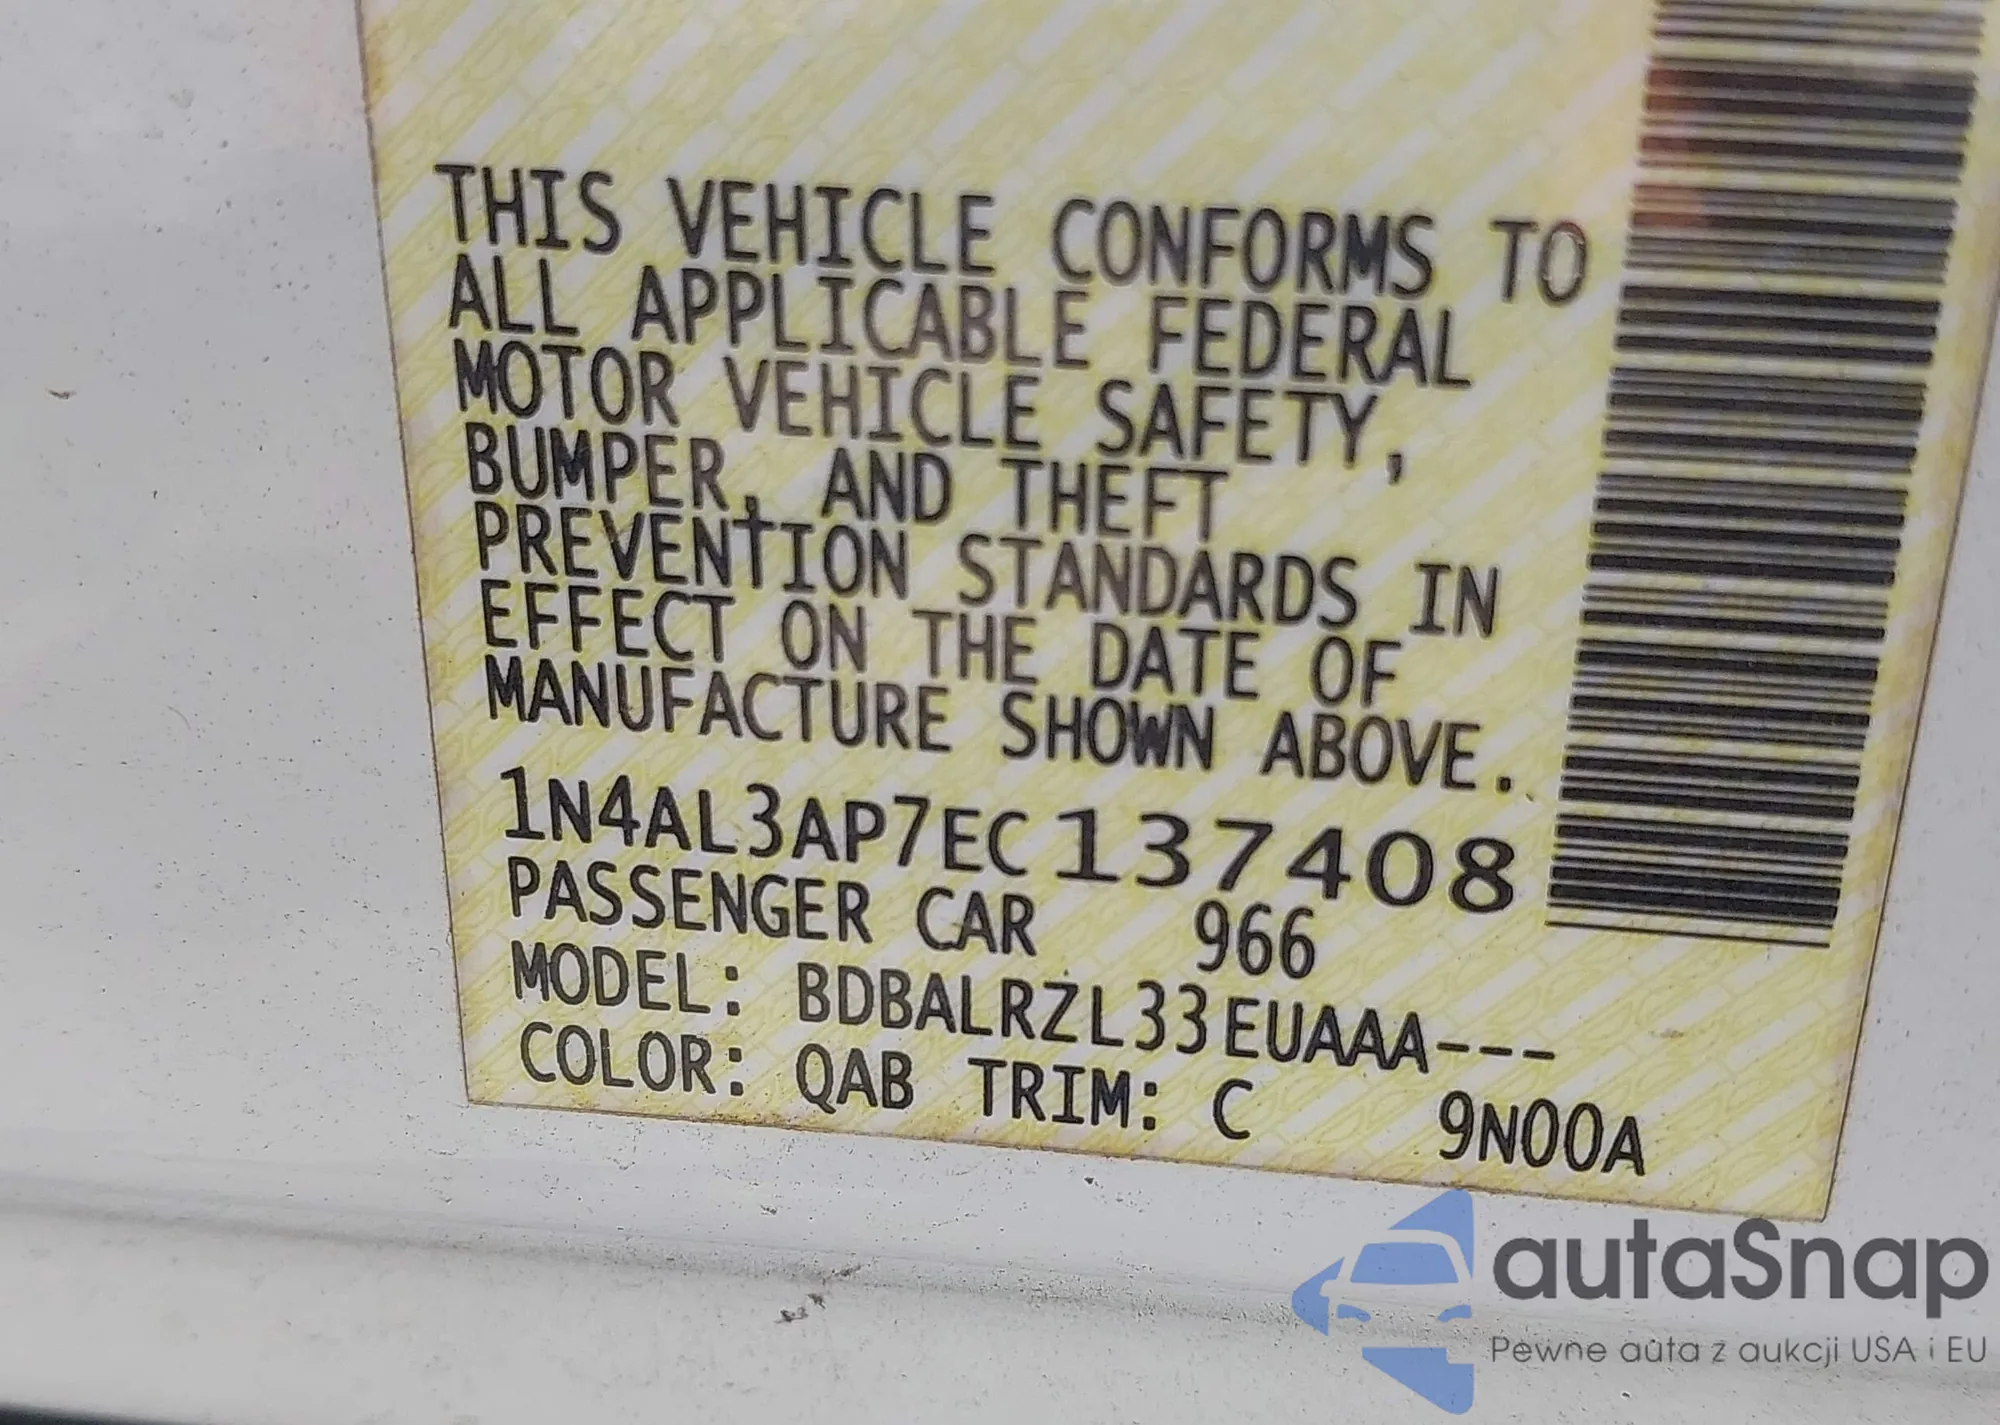 THIS VEHICLE CONFORMS TO
ALL APPLICABLE FEDERAL
MOTOR VEHICLE SAFETY,
BUMPER, AND THEFT
PREVENTION STANDARDS IN
EFFECT ON THE DATE OF
MANUFACTURE SHOWN ABOVE.
1N4AL3AP7EC137408
PASSENGER CAR 966
MODEL: BDBALRZL33EUAAA---
COLOR: QAB TRIM: C 9N00A
autaSnap
Pewne auta z aukcji USA i EU